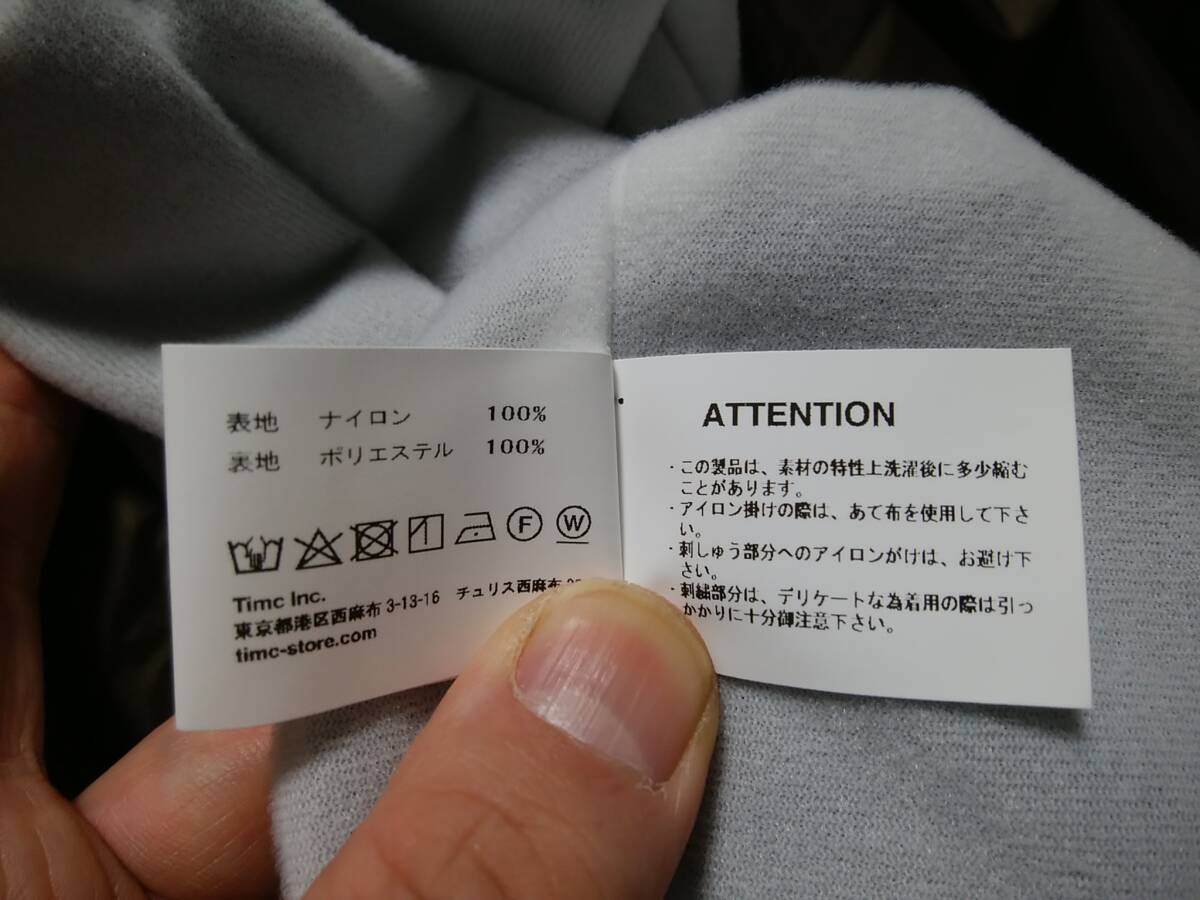 表地 ナイロン 100%
裏地 ポリエステル 100%
F W
Timc Inc.
東京都港区西麻布 3-13-16 チュリス西麻布
timc-store.com
ATTENTION
・この製品は、素材の特性上洗濯後に多少縮む
ことがあります。
・アイロン掛けの際は、あて布を使用して下さ
い。
・刺しゅう部分へのアイロンがけは、お避け下
さい。
・刺繍部分は、デリケートな為着用の際は引っ
かかりに十分御注意下さい。